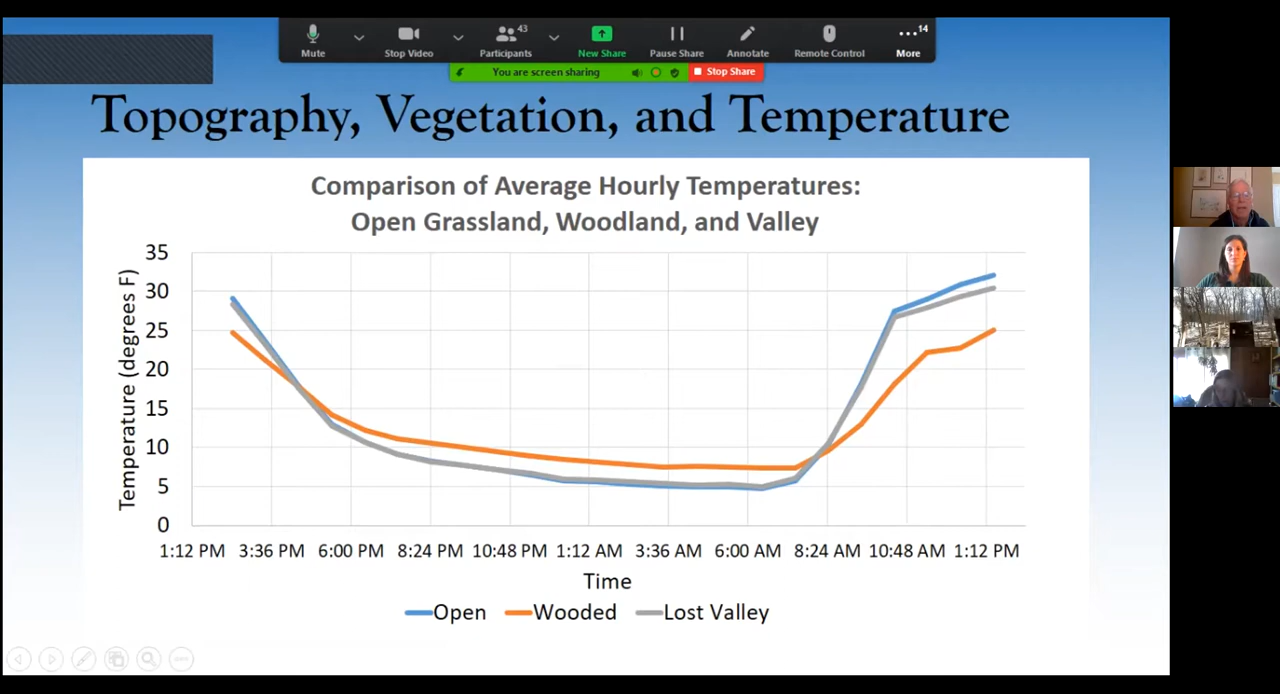 Mute
Stop Video
43
Participants
New Share
Pause Share
Annotate
Remote Control
14
More
You are screen sharing
Stop Share
Topography, Vegetation, and Temperature
Comparison of Average Hourly Temperatures:
Open Grassland, Woodland, and Valley
Temperature (degrees F)
35
30
25
20
15
10
5
0
1:12 PM 3:36 PM 6:00 PM 8:24 PM 10:48 PM 1:12 AM 3:36 AM 6:00 AM 8:24 AM 10:48 AM 1:12 PM
Time
Open Wooded Lost Valley